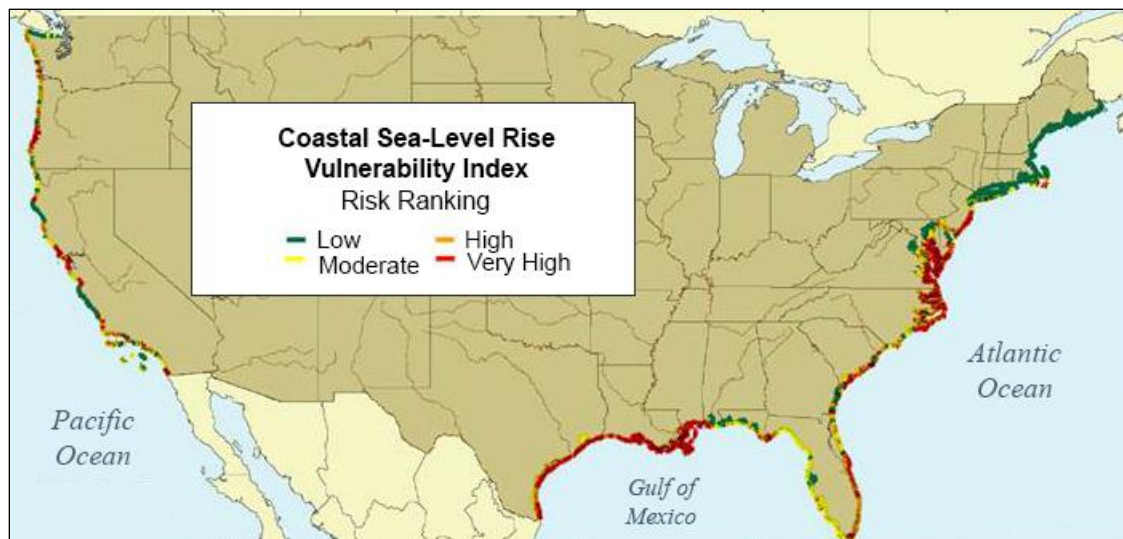 Coastal Sea-Level Rise
Vulnerability Index
Risk Ranking
Low High
Moderate Very High
Atlantic
Ocean
Pacific
Ocean
Gulf of
Mexico